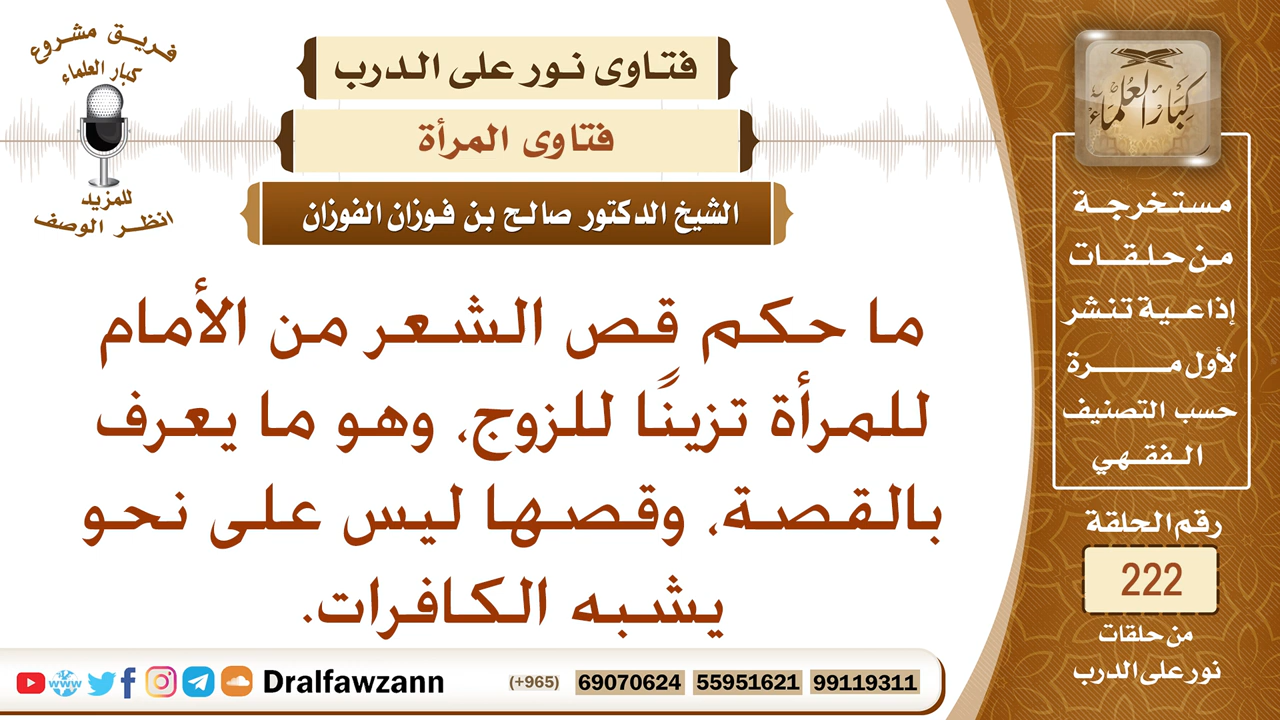 فريق مشروع
كبار العلماء
للمزيد
انظر الوصف
فتاوى نور على الدرب
فتاوى المرأة
الشيخ الدكتور صالح بن فوزان الفوزان
ما حكم قص الشعر من الأمام
للمرأة تزينًا للزوج، وهو ما يعرف
بالقصة، وقصها ليس على نحو
يشبه الكافرات.
كبار العلماء
مستخرجة
من حلقات
إذاعية تنشر
لأول مرة
حسب التصنيف
الفقهي
رقم الحلقة
222
من حلقات
نور على الدرب
www
Dralfawzann
(+965) 69070624 55951621 99119311